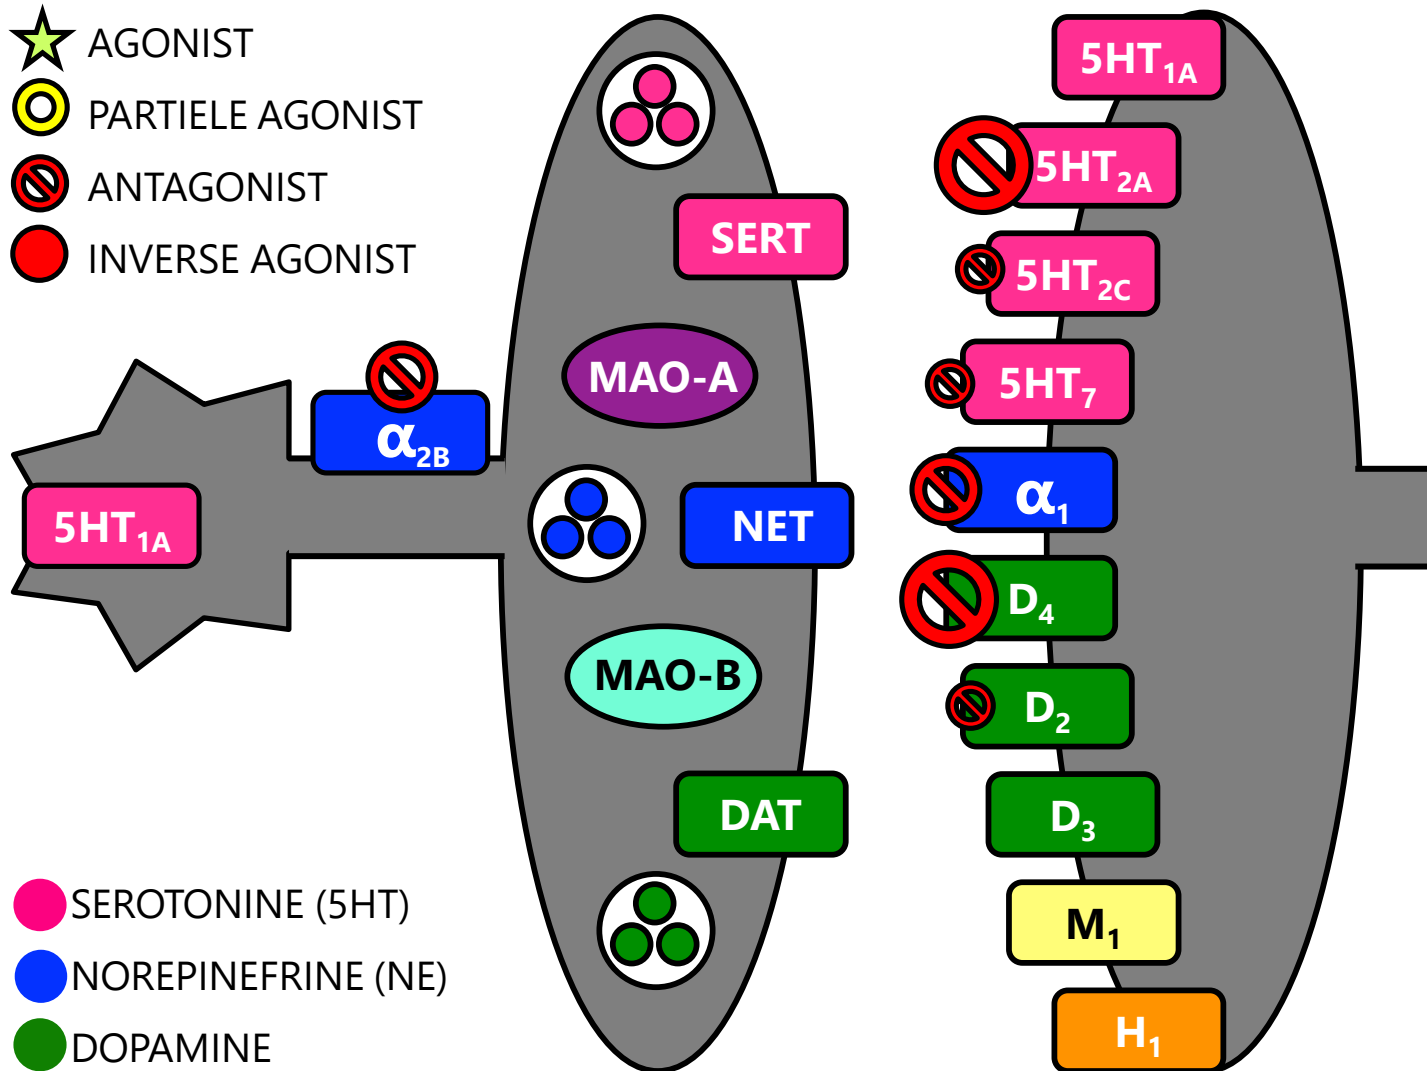 AGONIST
PARTIELE AGONIST
ANTAGONIST
INVERSE AGONIST
5HT1A
α2B
SERT
MAO-A
NET
MAO-B
DAT
5HT1A
5HT2A
5HT2C
5HT7
α1
D4
D2
D3
M1
H1
SEROTONINE (5HT)
NOREPINEFRINE (NE)
DOPAMINE